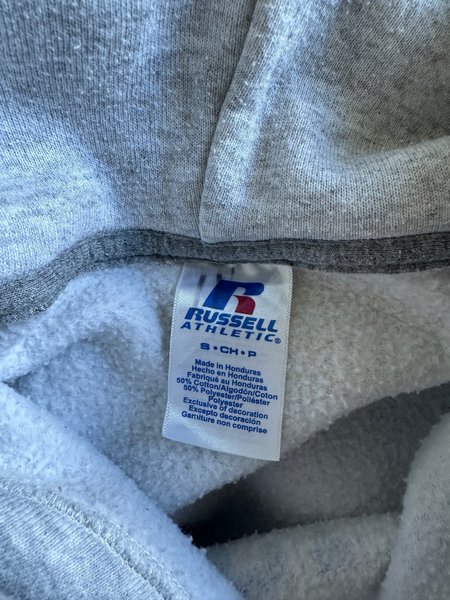 R
RUSSELL
ATHLETIC®
S • CH • P
Made in Honduras
Hecho en Honduras
Fabriqué au Honduras
50% Cotton/Algodón/Coton
50% Polyester/Poliéster
Polyester
Exclusive of decoration
Excepto decoración
Garniture non comprise